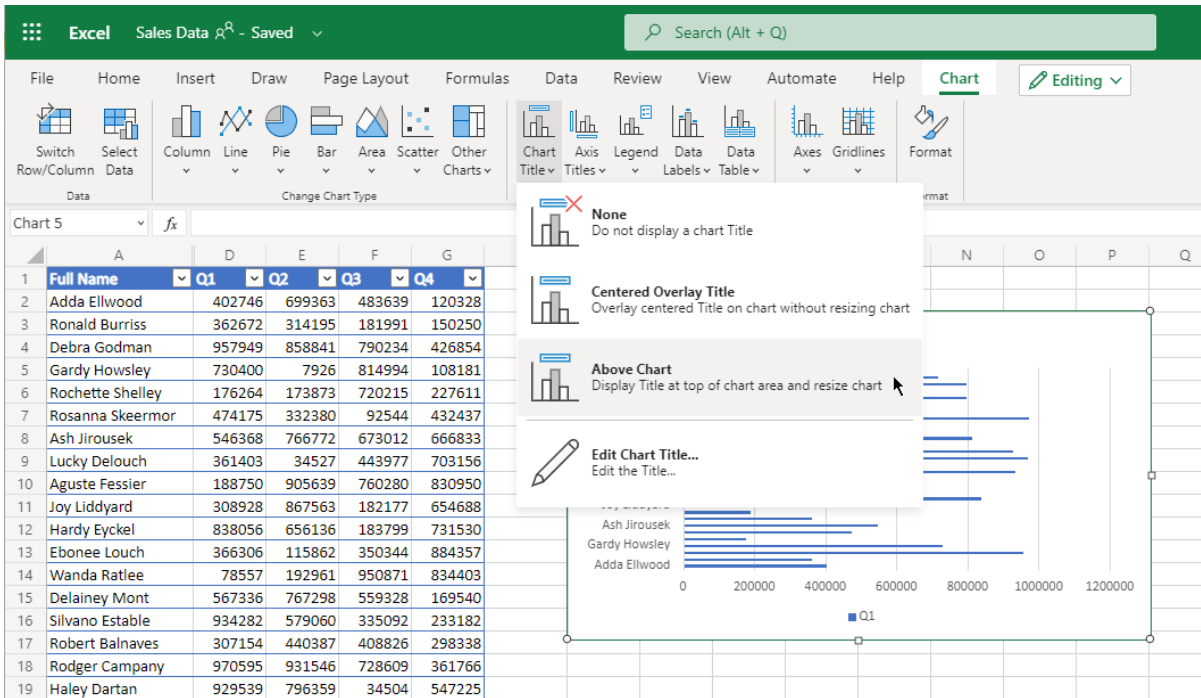 Excel Sales Data - Saved Search (Alt + Q)
File Home Insert Draw Page Layout Formulas Data Review View Automate Help Chart Editing
Switch Select Column Line Pie Bar Area Scatter Other Chart Axis Legend Data Data Axes Gridlines Format
Row/Column Data Charts Title Titles Labels Table
Data Change Chart Type rmat
Chart 5 fx
None
Do not display a chart Title
Centered Overlay Title
Overlay centered Title on chart without resizing chart
Above Chart
Display Title at top of chart area and resize chart
Edit Chart Title...
Edit the Title...
A D E F G N O P Q
1 Full Name Q1 Q2 Q3 Q4
2 Adda Ellwood 402746 699363 483639 120328
3 Ronald Burriss 362672 314195 181991 150250
4 Debra Godman 957949 858841 790234 426854
5 Gardy Howsley 730400 7926 814994 108181
6 Rochette Shelley 176264 173873 720215 227611
7 Rosanna Skeermor 474175 332380 92544 432437
8 Ash Jirousek 546368 766772 673012 666833
9 Lucky Delouch 361403 34527 443977 703156
10 Aguste Fessier 188750 905639 760280 830950
11 Joy Liddyard 308928 867563 182177 654688
12 Hardy Eyckel 838056 656136 183799 731530
13 Ebonee Louch 366306 115862 350344 884357
14 Wanda Ratlee 78557 192961 950871 834403
15 Delainey Mont 567336 767298 559328 169540
16 Silvano Estable 934282 579060 335092 233182
17 Robert Balnaves 307154 440387 408826 298338
18 Rodger Campany 970595 931546 728609 361766
19 Haley Dartan 929539 796359 34504 547225
Ash Jirousek
Gardy Howsley
Adda Ellwood
0 200000 400000 600000 800000 1000000 1200000
Q1